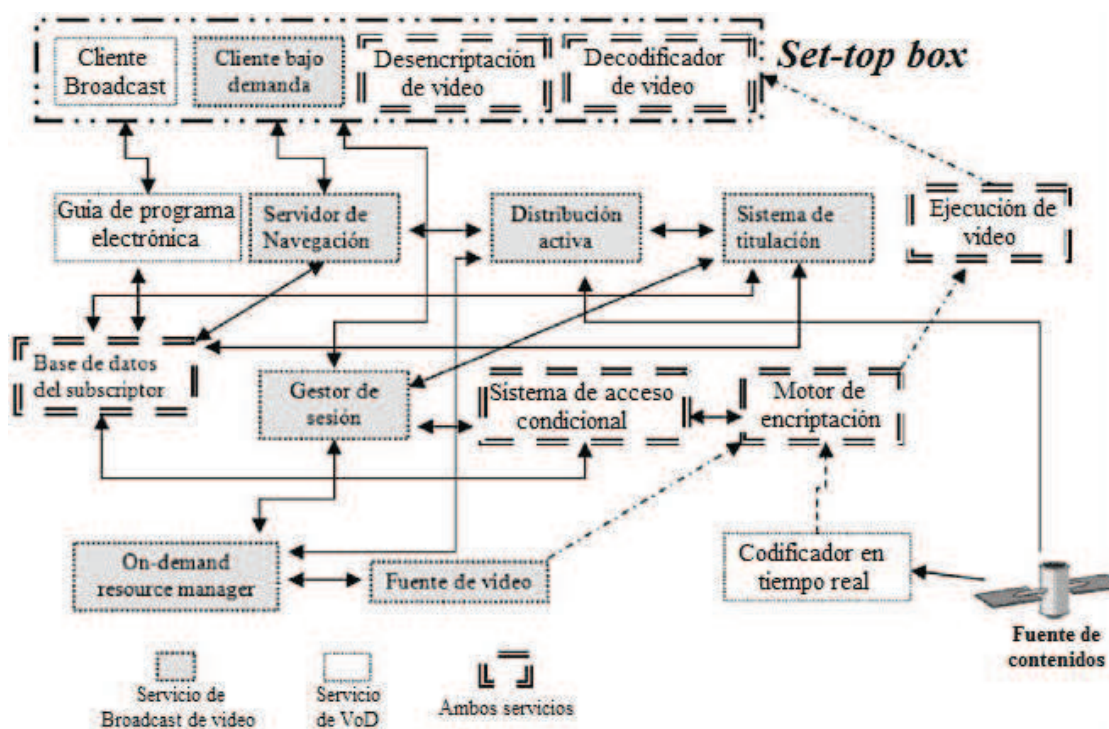 Cliente
Broadcast
Cliente bajo
demanda
Desencriptación
de video
Decodificador
de video
Set-top box
Guía de programa
electrónica
Servidor de
Navegación
Distribución
activa
Sistema de
titulación
Ejecución de
video
Base de datos
del subscriptor
Gestor de
sesión
Sistema de acceso
condicional
Motor de
encriptación
On-demand
resource manager
Fuente de video
Codificador en
tiempo real
Fuente de
contenidos
Servicio de
Broadcast de video
Servicio
de VoD
Ambos servicios